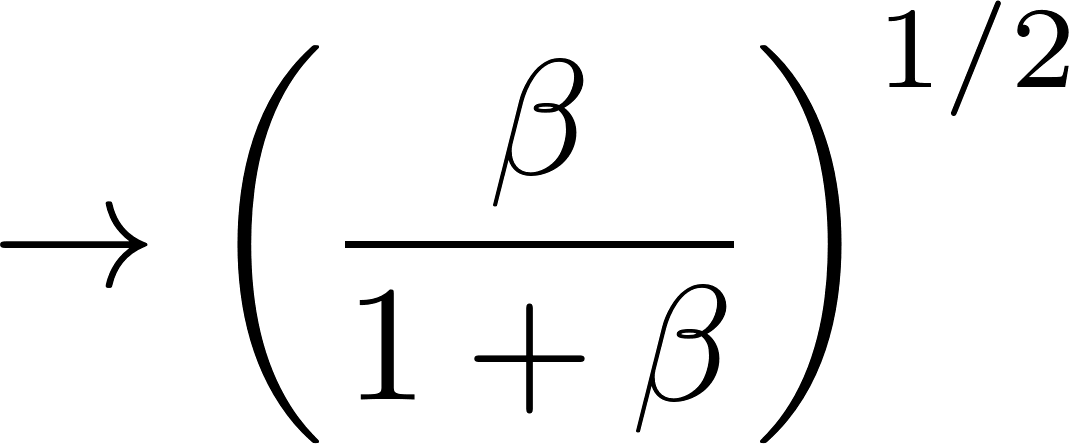 → (β / (1 + β))^{1/2}